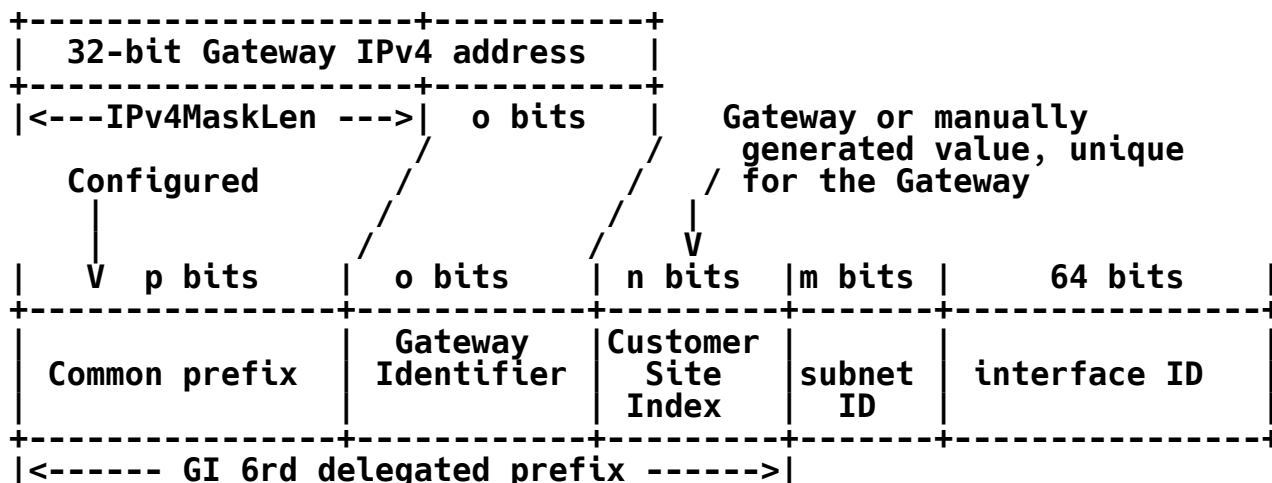 32-bit Gateway IPv4 address
|<---IPv4MaskLen --->| o bits | Gateway or manually
generated value, unique
Configured / / / for the Gateway
| V p bits | o bits | n bits |m bits | 64 bits |
| | Gateway |Customer | | |
| Common prefix | Identifier | Site |subnet | interface ID |
| | | Index | ID | |
|<------ GI 6rd delegated prefix ------>|